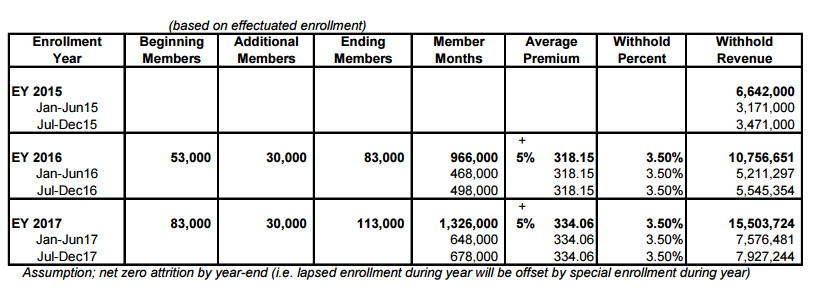 (based on effectuated enrollment)
Enrollment Beginning Additional Ending Member Average Withhold Withhold
Year Members Members Members Months Premium Percent Revenue
EY 2015 6,642,000
Jan-Jun15 3,171,000
Jul-Dec15 3,471,000
+
EY 2016 53,000 30,000 83,000 966,000 5% 318.15 3.50% 10,756,651
Jan-Jun16 468,000 318.15 3.50% 5,211,297
Jul-Dec16 498,000 318.15 3.50% 5,545,354
+
EY 2017 83,000 30,000 113,000 1,326,000 5% 334.06 3.50% 15,503,724
Jan-Jun17 648,000 334.06 3.50% 7,576,481
Jul-Dec17 678,000 334.06 3.50% 7,927,244
Assumption; net zero attrition by year-end (i.e. lapsed enrollment during year will be offset by special enrollment during year)